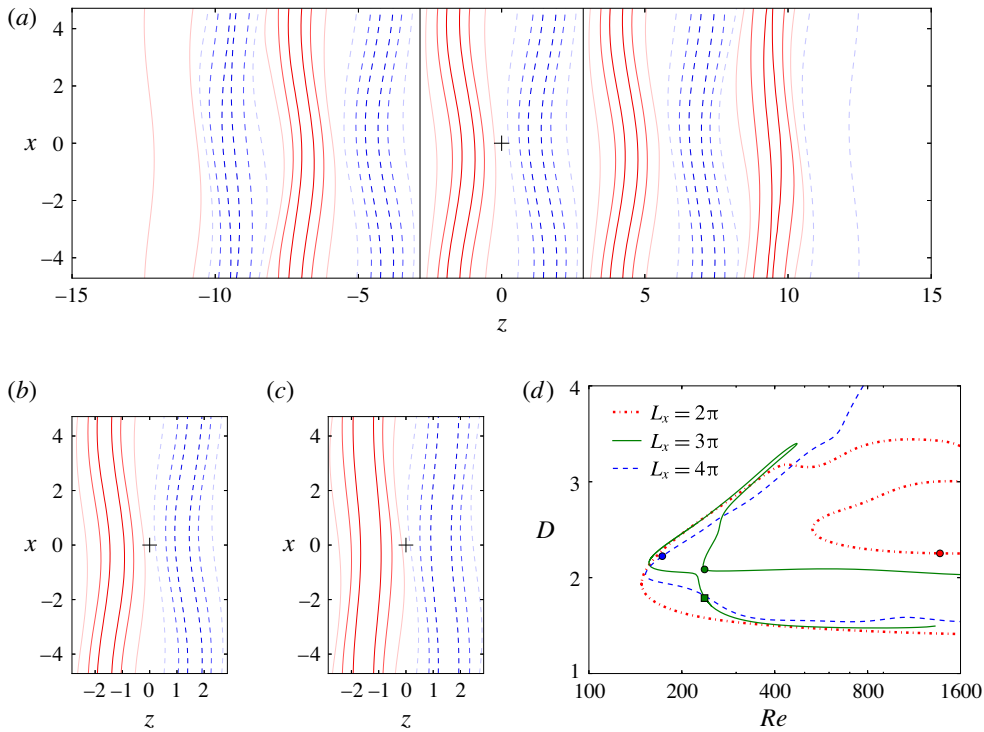 (a)
4
2
x 0
−2
−4
−15 −10 −5 0 5 10 15
z
(b) (c) (d)
4
2
x 0
−2
−4
−2 −1 0 1 2
z
4
2
x 0
−2
−4
−2 −1 0 1 2
z
4
3
D
2
1
L_x = 2π
L_x = 3π
L_x = 4π
100 200 400 800 1600
Re